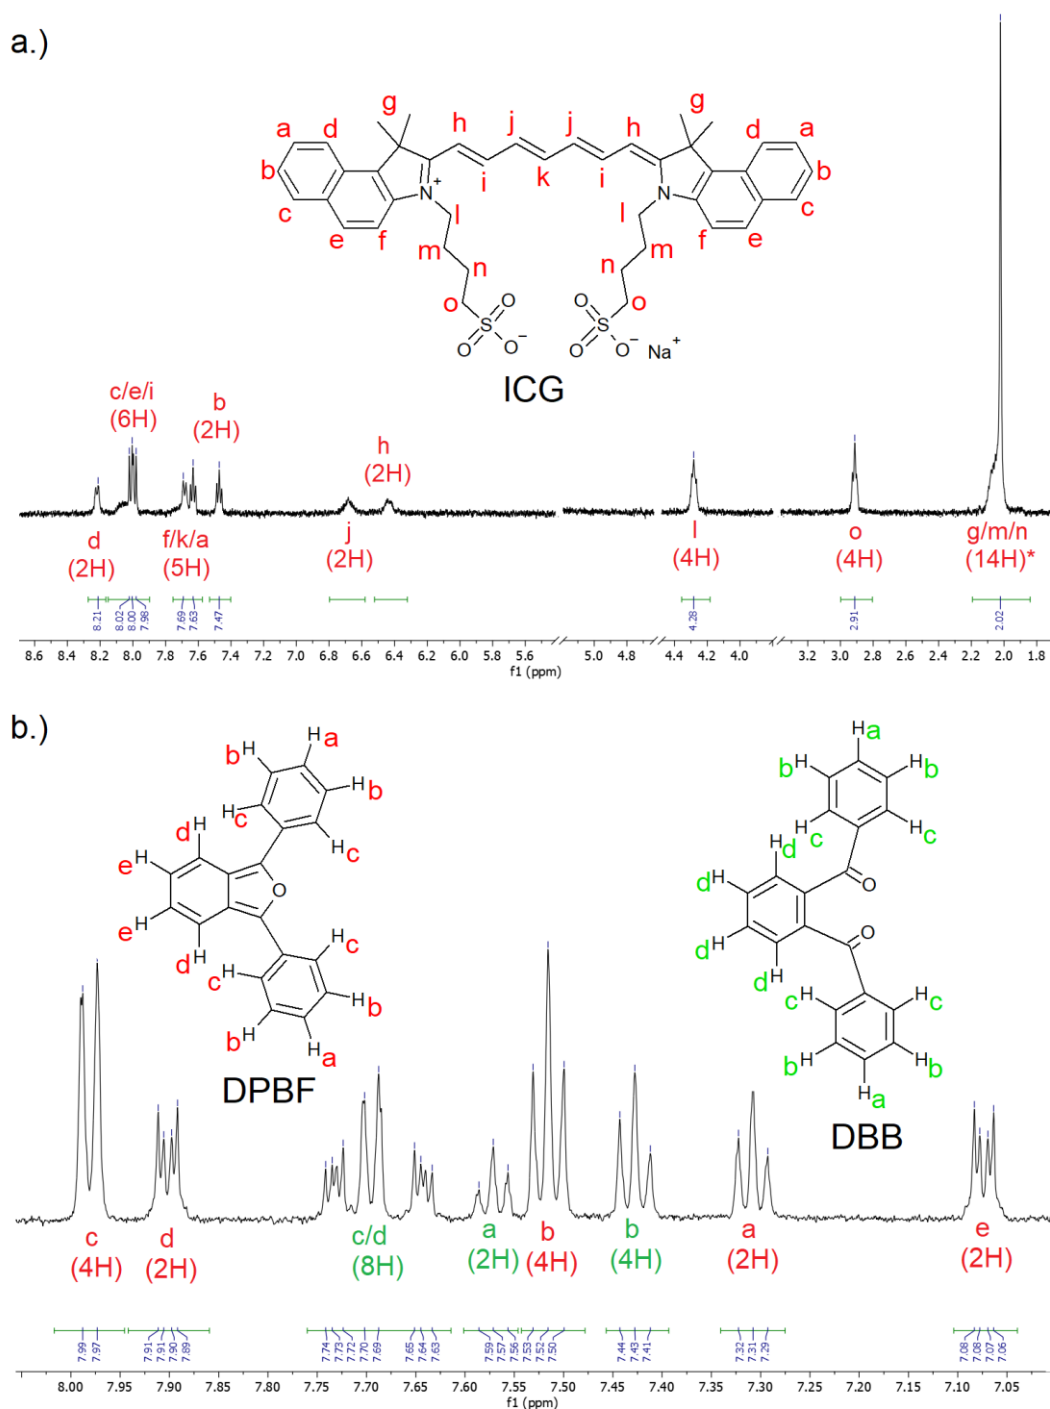 a.)
g g
a d h j j h d a
b i k i b
c N+ N c
e f l l f e
m m
n n
o o
O O
S O− S O− Na+
O O
ICG
c/e/i
(6H)
b
(2H)
h
(2H)
d
(2H)
f/k/a
(5H)
j
(2H)
l
(4H)
o
(4H)
g/m/n
(14H)*
8.21 8.02 8.00 7.98 7.69 7.63 7.47 4.28 2.91 2.02
8.6 8.4 8.2 8.0 7.8 7.6 7.4 7.2 7.0 6.8 6.6 6.4 6.2 6.0 5.8 5.6 5.0 4.8 4.6 4.4 4.2 4.0 3.4 3.2 3.0 2.8 2.6 2.4 2.2 2.0 1.8
f1 (ppm)
b.)
H a
b H H b
H c H c
d H
e H
O
e H
H d
H c H c
b H H b
H a
DPBF
H a
b H H b
H c H c
H d
d H
O
O
d H
d H
c H H c
b H H b
H a
DBB
c
(4H)
d
(2H)
c/d
(8H)
a
(2H)
b
(4H)
b
(4H)
a
(2H)
e
(2H)
7.99 7.97 7.91 7.91 7.90 7.89 7.74 7.73 7.72 7.70 7.69 7.65 7.64 7.63 7.59 7.57 7.56 7.53 7.52 7.50 7.44 7.43 7.41 7.32 7.31 7.29 7.08 7.08 7.07 7.06
8.00 7.95 7.90 7.85 7.80 7.75 7.70 7.65 7.60 7.55 7.50 7.45 7.40 7.35 7.30 7.25 7.20 7.15 7.10 7.05
f1 (ppm)